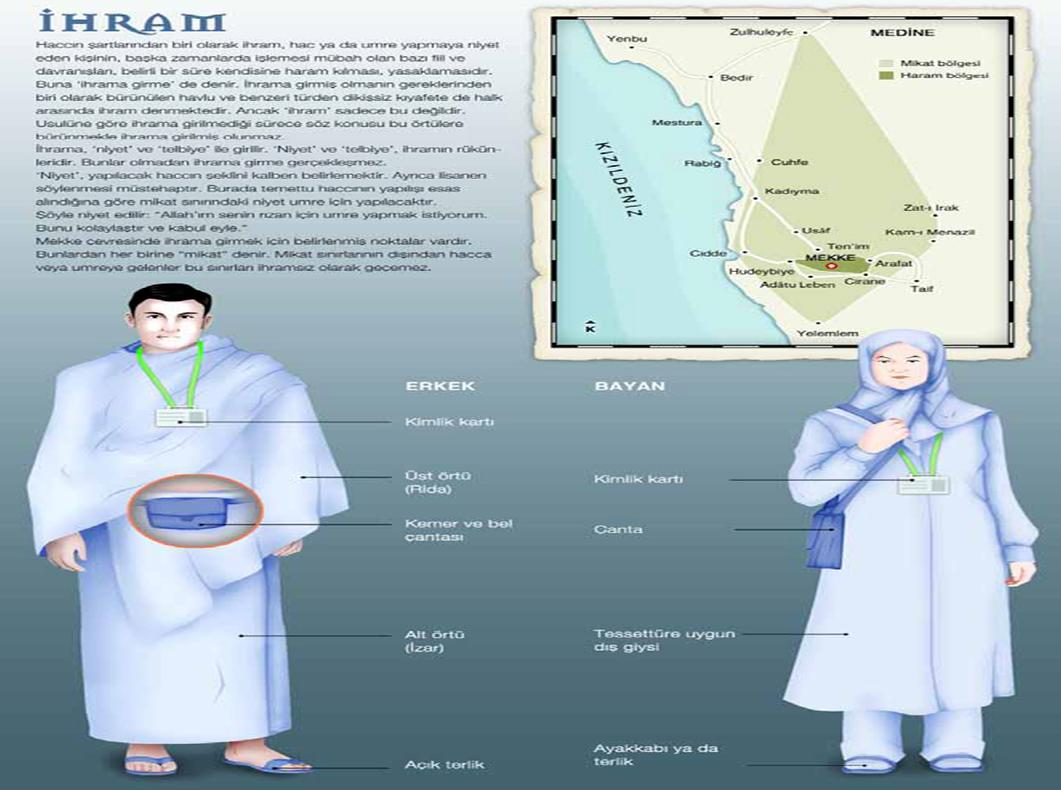 İHRAM
Haccın şartlarından biri olarak ihram, hac ya da umre yapmaya niyet
eden kişinin, başka zamanlarda işlemesi mübah olan bazı fiil ve
davranışları, belirli bir süre kendisine haram kılması, yasaklamasıdır.
Buna 'ihrama girme' de denir. İhrama girmiş olmanın gereklerinden
biri olarak bürünülen havlu ve benzeri türden dikişsiz kıyafete de halk
arasında ihram denmektedir. Ancak 'ihram' sadece bu değildir.
Usulüne göre ihrama girilmediği sürece söz konusu bu örtülere
bürünmekle ihrama girilmiş olunmaz.
İhrama, 'niyet' ve 'telbiye' ile girilir. 'Niyet' ve 'telbiye', ihramın rükün-
leridir. Bunlar olmadan ihrama girme gerçekleşmez.
'Niyet', yapılacak haccın şeklini kalben belirlemektir. Ayrıca lisanen
söylenmesi müstehaptır. Burada temettu haccının yapılışı esas
alındığına göre mikat sınırındaki niyet umre için yapılacaktır.
Şöyle niyet edilir: "Allah'ım senin rızan için umre yapmak istiyorum.
Bunu kolaylaştır ve kabul eyle."
Mekke çevresinde ihrama girmek için belirlenmiş noktalar vardır.
Bunlardan her birine "mikat" denir. Mikat sınırlarının dışından hacca
veya umreye gelenler bu sınırları ihramsız olarak geçemez.
Yenbu
Zulhuleyfe
MEDİNE
Mikat bölgesi
Haram bölgesi
Bedir
Mestura
KIZILDENİZ
Rabiğ
Cuhfe
Kadıyma
Zat-ı Irak
Usâf
Karn-ı Menazil
Ten'im
Cidde
MEKKE
Arafat
Hudeybiye
Adâtu Leben
Cirane
Taif
K
Yelemlem
ERKEK
Kimlik kartı
Üst örtü
(Rida)
Kemer ve bel
çantası
Alt örtü
(İzar)
Açık terlik
BAYAN
Kimlik kartı
Çanta
Tessettüre uygun
dış giysi
Ayakkabı ya da
terlik